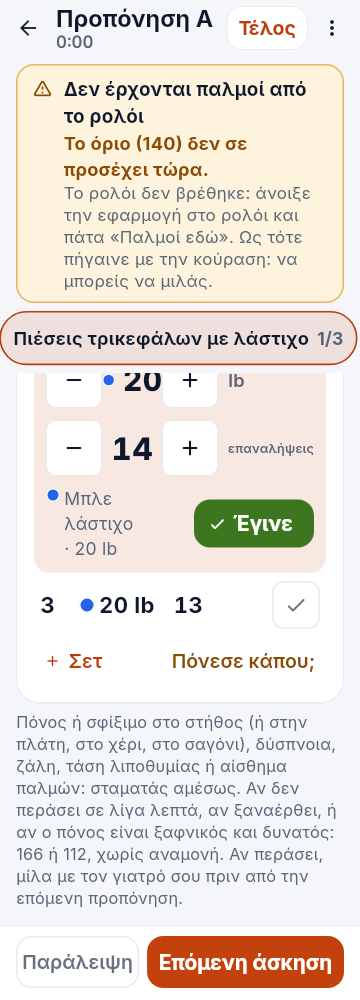 Προπόνηση Α
0:00
Τέλος
Δεν έρχονται παλμοί από
το ρολόι
Το όριο (140) δεν σε
προσέχει τώρα.
Το ρολόι δεν βρέθηκε: άνοιξε
την εφαρμογή στο ρολόι και
πάτα «Παλμοί εδώ». Ως τότε
πήγαινε με την κούραση: να
μπορείς να μιλάς.
Πιέσεις τρικεφάλων με λάστιχο 1/3
− 20 + lb
− 14 + επαναλήψεις
Μπλε
λάστιχο
· 20 lb
✓ Έγινε
3 20 lb 13 ✓
+ Σετ
Πόνεσε κάπου;
Πόνος ή σφίξιμο στο στήθος (ή στην
πλάτη, στο χέρι, στο σαγόνι), δύσπνοια,
ζάλη, τάση λιποθυμίας ή αίσθημα
παλμών: σταματάς αμέσως. Αν δεν
περάσει σε λίγα λεπτά, αν ξαναέρθει, ή
αν ο πόνος είναι ξαφνικός και δυνατός:
166 ή 112, χωρίς αναμονή. Αν περάσει,
μίλα με τον γιατρό σου πριν από την
επόμενη προπόνηση.
Παράλειψη
Επόμενη άσκηση